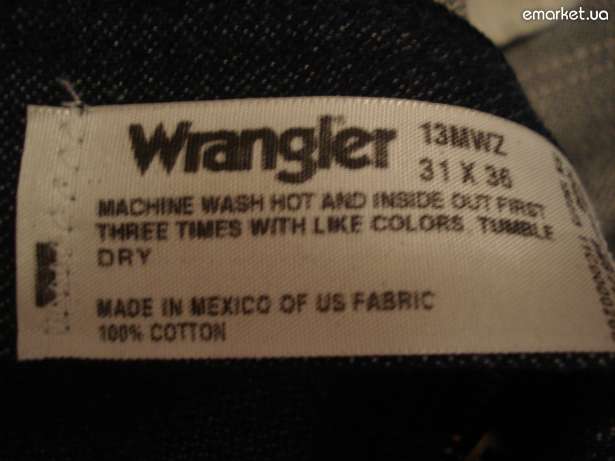 emarket.ua
Wrangler
13MWZ
31 X 36
MACHINE WASH HOT AND INSIDE OUT FIRST
THREE TIMES WITH LIKE COLORS. TUMBLE
DRY
MADE IN MEXICO OF US FABRIC
100% COTTON